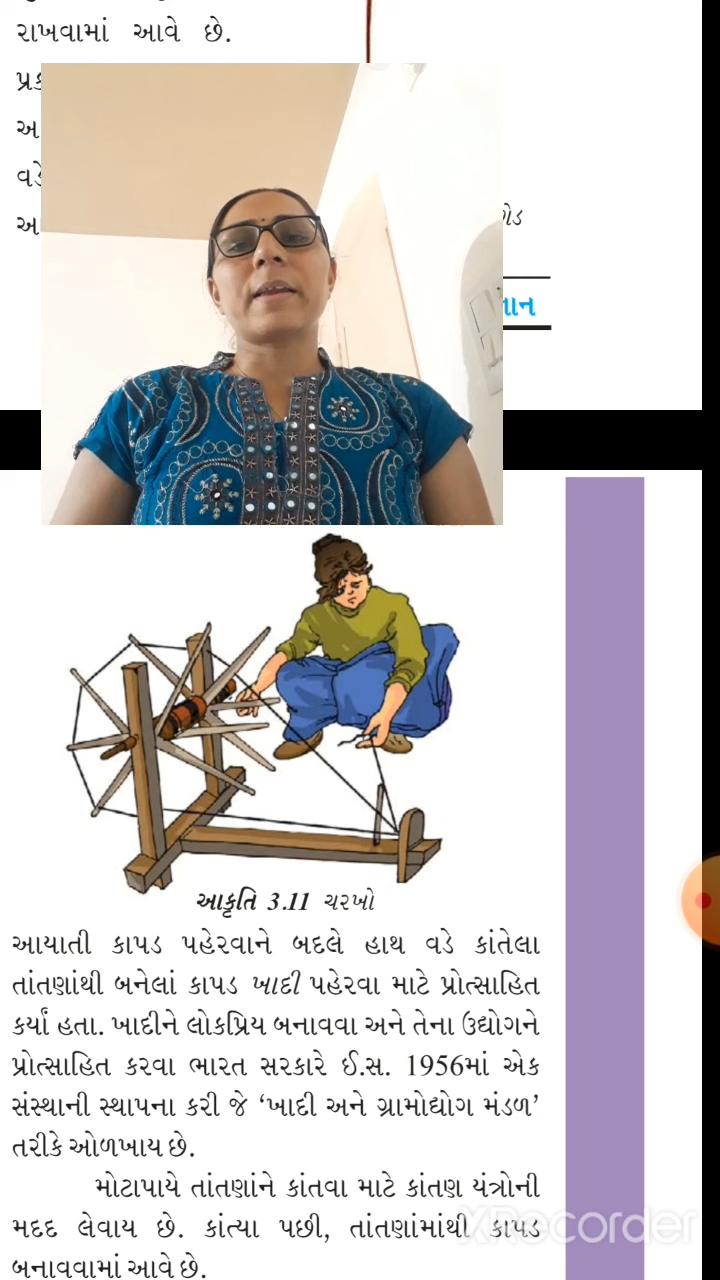 રાખવામાં આવે છે.
આકૃતિ 3.11 ચરખો
આયાતી કાપડ પહેરવાને બદલે હાથ વડે કાંતેલા
તાંતણાંથી બનેલાં કાપડ ખાદી પહેરવા માટે પ્રોત્સાહિત
કર્યાં હતા. ખાદીને લોકપ્રિય બનાવવા અને તેના ઉદ્યોગને
પ્રોત્સાહિત કરવા ભારત સરકારે ઈ.સ. 1956માં એક
સંસ્થાની સ્થાપના કરી જે ‘ખાદી અને ગ્રામોદ્યોગ મંડળ’
તરીકે ઓળખાય છે.
મોટાપાયે તાંતણાંને કાંતવા માટે કાંતણ યંત્રોની
મદદ લેવાય છે. કાંત્યા પછી, તાંતણાંમાંથી કાપડ
XRecorder
બનાવવામાં આવે છે.